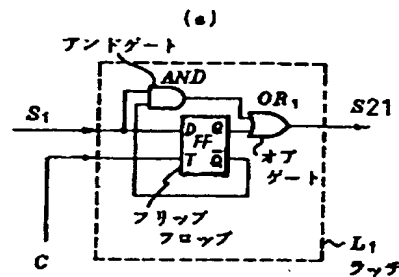 (a)
アンドゲート
AND
OR₁
S₁
S21
D
Q
FF
T
Q̅
オア
ゲート
フリップ
フロップ
C
L₁
ラッチ